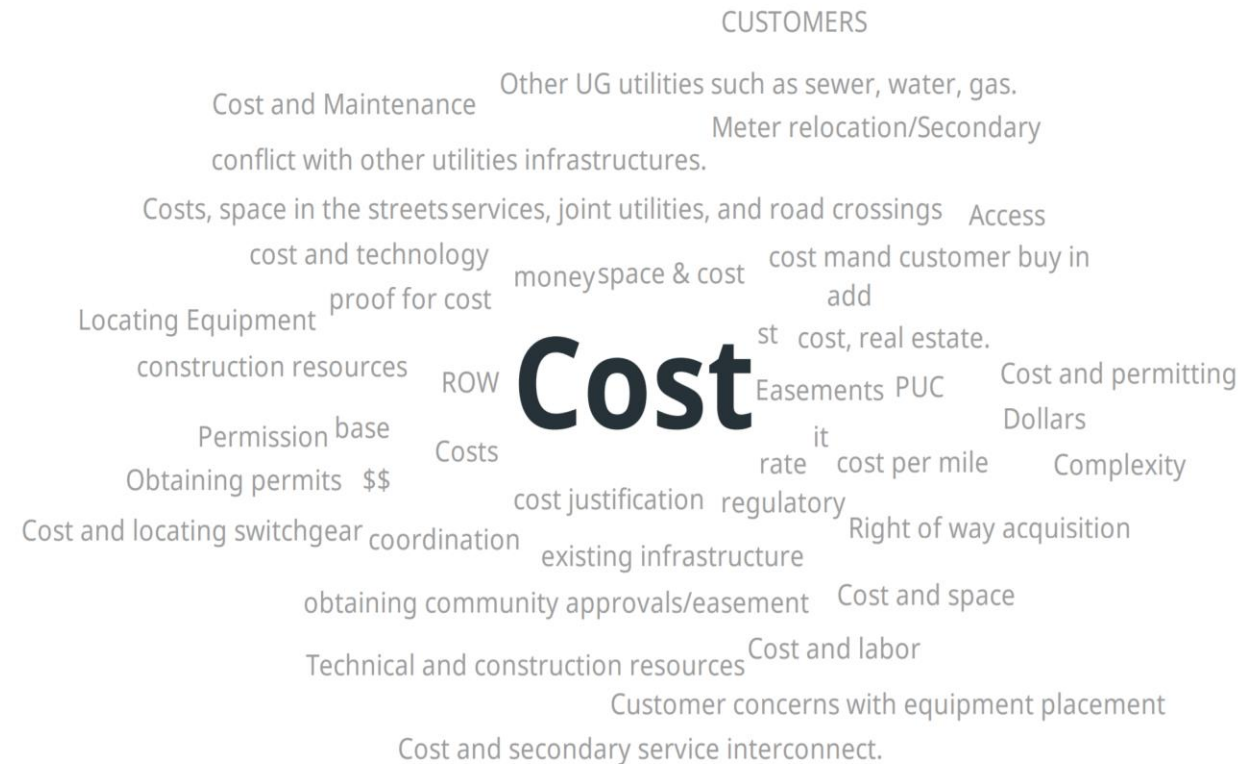 CUSTOMERS
Other UG utilities such as sewer, water, gas.
Cost and Maintenance
Meter relocation/Secondary
conflict with other utilities infrastructures.
Costs, space in the streets
services, joint utilities, and road crossings
Access
cost and technology
money
space & cost
cost mand customer buy in
proof for cost
add
Locating Equipment
st
cost, real estate.
construction resources
ROW
Cost
Easements
PUC
Cost and permitting
Dollars
Permission
base
Costs
it
rate
cost per mile
Complexity
Obtaining permits
$$
cost justification
regulatory
Cost and locating switchgear
coordination
Right of way acquisition
existing infrastructure
obtaining community approvals/easement
Cost and space
Technical and construction resources
Cost and labor
Customer concerns with equipment placement
Cost and secondary service interconnect.